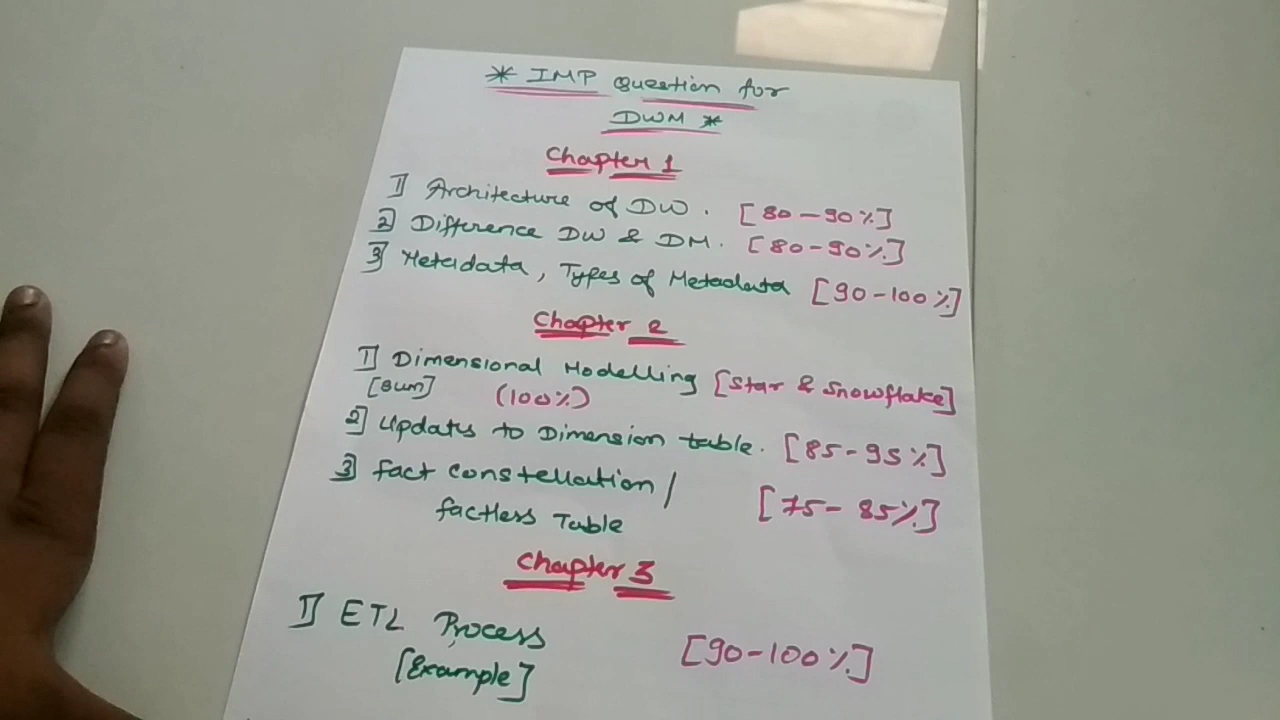 * IMP Question for
DWM *
Chapter 1
1] Architecture of DW. [80-90%]
2] Difference DW & DM. [80-90%]
3] Metadata, Types of Metadata [90-100%]
Chapter 2
1] Dimensional Modelling [Star & Snowflake]
[Sum] (100%)
2] Updates to Dimension table. [85-95%]
3] fact constellation /
factless Table [75-85%]
Chapter 3
1] ETL Process [90-100%]
[Example]